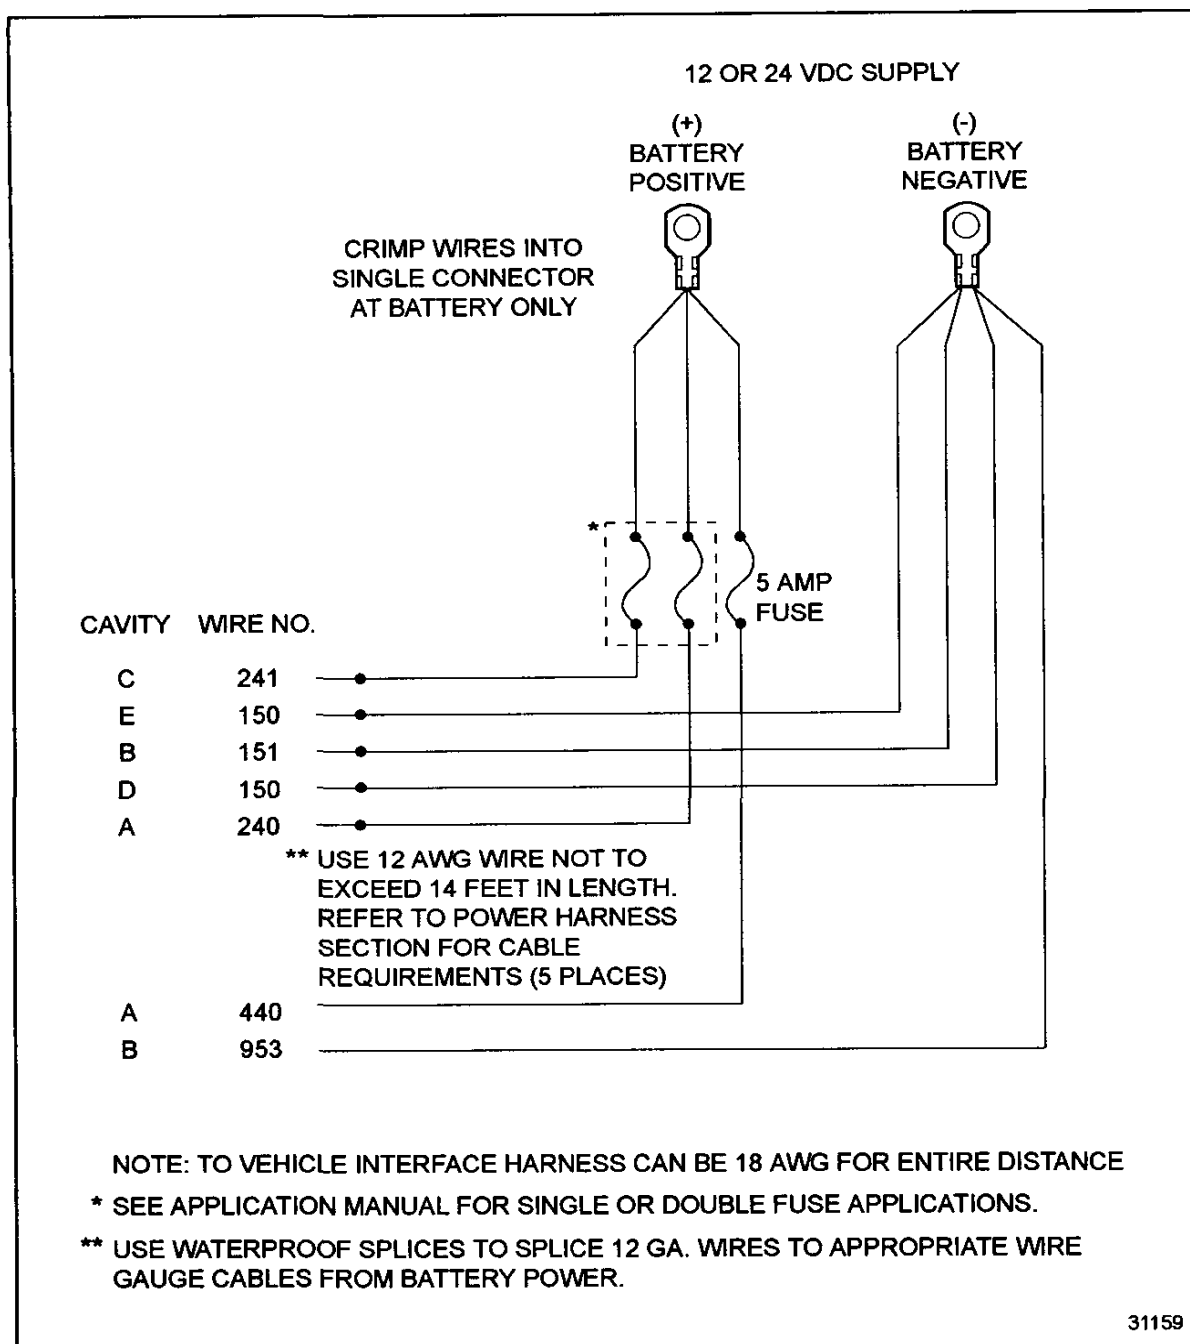 12 OR 24 VDC SUPPLY
(+)
BATTERY
POSITIVE
(-)
BATTERY
NEGATIVE
CRIMP WIRES INTO
SINGLE CONNECTOR
AT BATTERY ONLY
*
5 AMP
FUSE
CAVITY WIRE NO.
C 241
E 150
B 151
D 150
A 240
** USE 12 AWG WIRE NOT TO
EXCEED 14 FEET IN LENGTH.
REFER TO POWER HARNESS
SECTION FOR CABLE
REQUIREMENTS (5 PLACES)
A 440
B 953
NOTE: TO VEHICLE INTERFACE HARNESS CAN BE 18 AWG FOR ENTIRE DISTANCE
* SEE APPLICATION MANUAL FOR SINGLE OR DOUBLE FUSE APPLICATIONS.
** USE WATERPROOF SPLICES TO SPLICE 12 GA. WIRES TO APPROPRIATE WIRE
GAUGE CABLES FROM BATTERY POWER.
31159